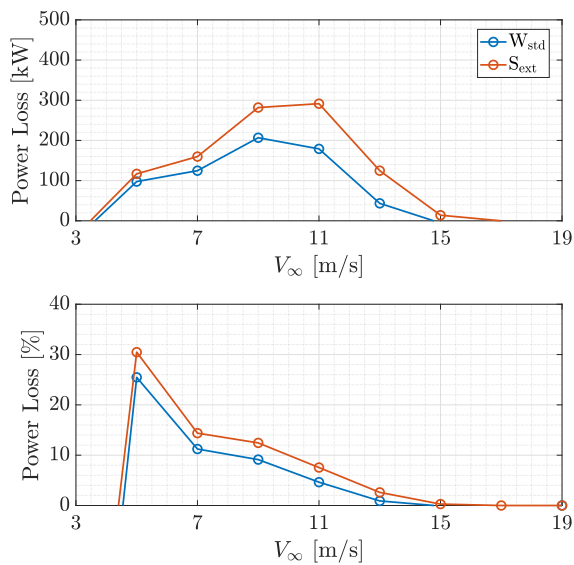 500
400
300
200
100
0
Power Loss [kW]
W_std
S_ext
3 7 11 15 19
V_∞ [m/s]
40
30
20
10
0
Power Loss [%]
3 7 11 15 19
V_∞ [m/s]